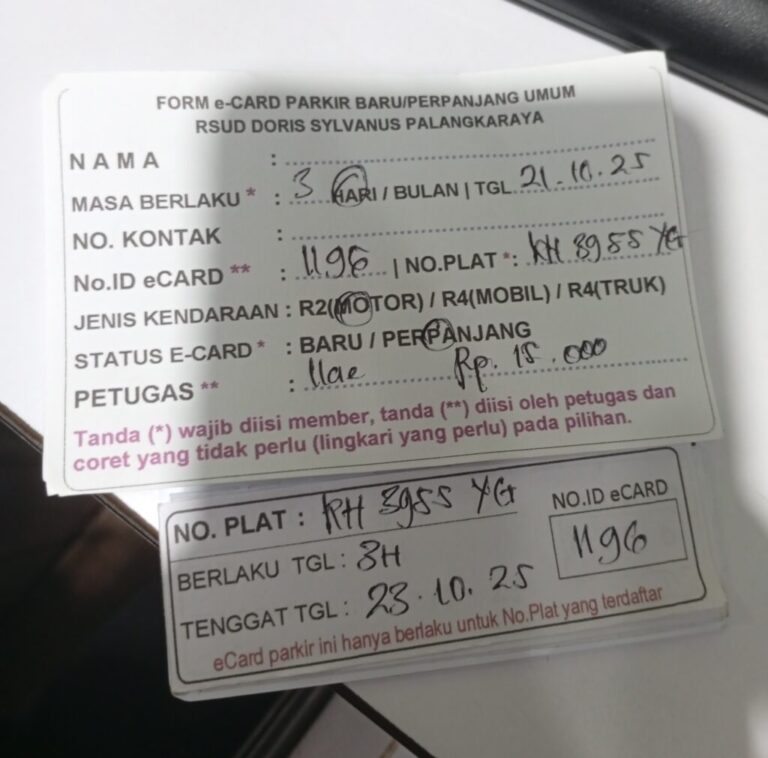 FORM e-CARD PARKIR BARU/PERPANJANG UMUM
RSUD DORIS SYLVANUS PALANGKARAYA
NAMA :
MASA BERLAKU * : 3 HARI / BULAN | TGL. 21.10.25
NO. KONTAK :
No.ID eCARD ** : 1196 | NO.PLAT *: KH 3955 YG
JENIS KENDARAAN : R2(MOTOR) / R4(MOBIL) / R4(TRUK)
STATUS E-CARD * : BARU / PERPANJANG
PETUGAS ** : Rp. 15.000
Tanda (*) wajib diisi member, tanda (**) diisi oleh petugas dan
coret yang tidak perlu (lingkari yang perlu) pada pilihan.
NO. PLAT : KH 3955 YG
NO.ID eCARD
1196
BERLAKU TGL : 3H
TENGGAT TGL : 23.10.25
eCard parkir ini hanya berlaku untuk No.Plat yang terdaftar